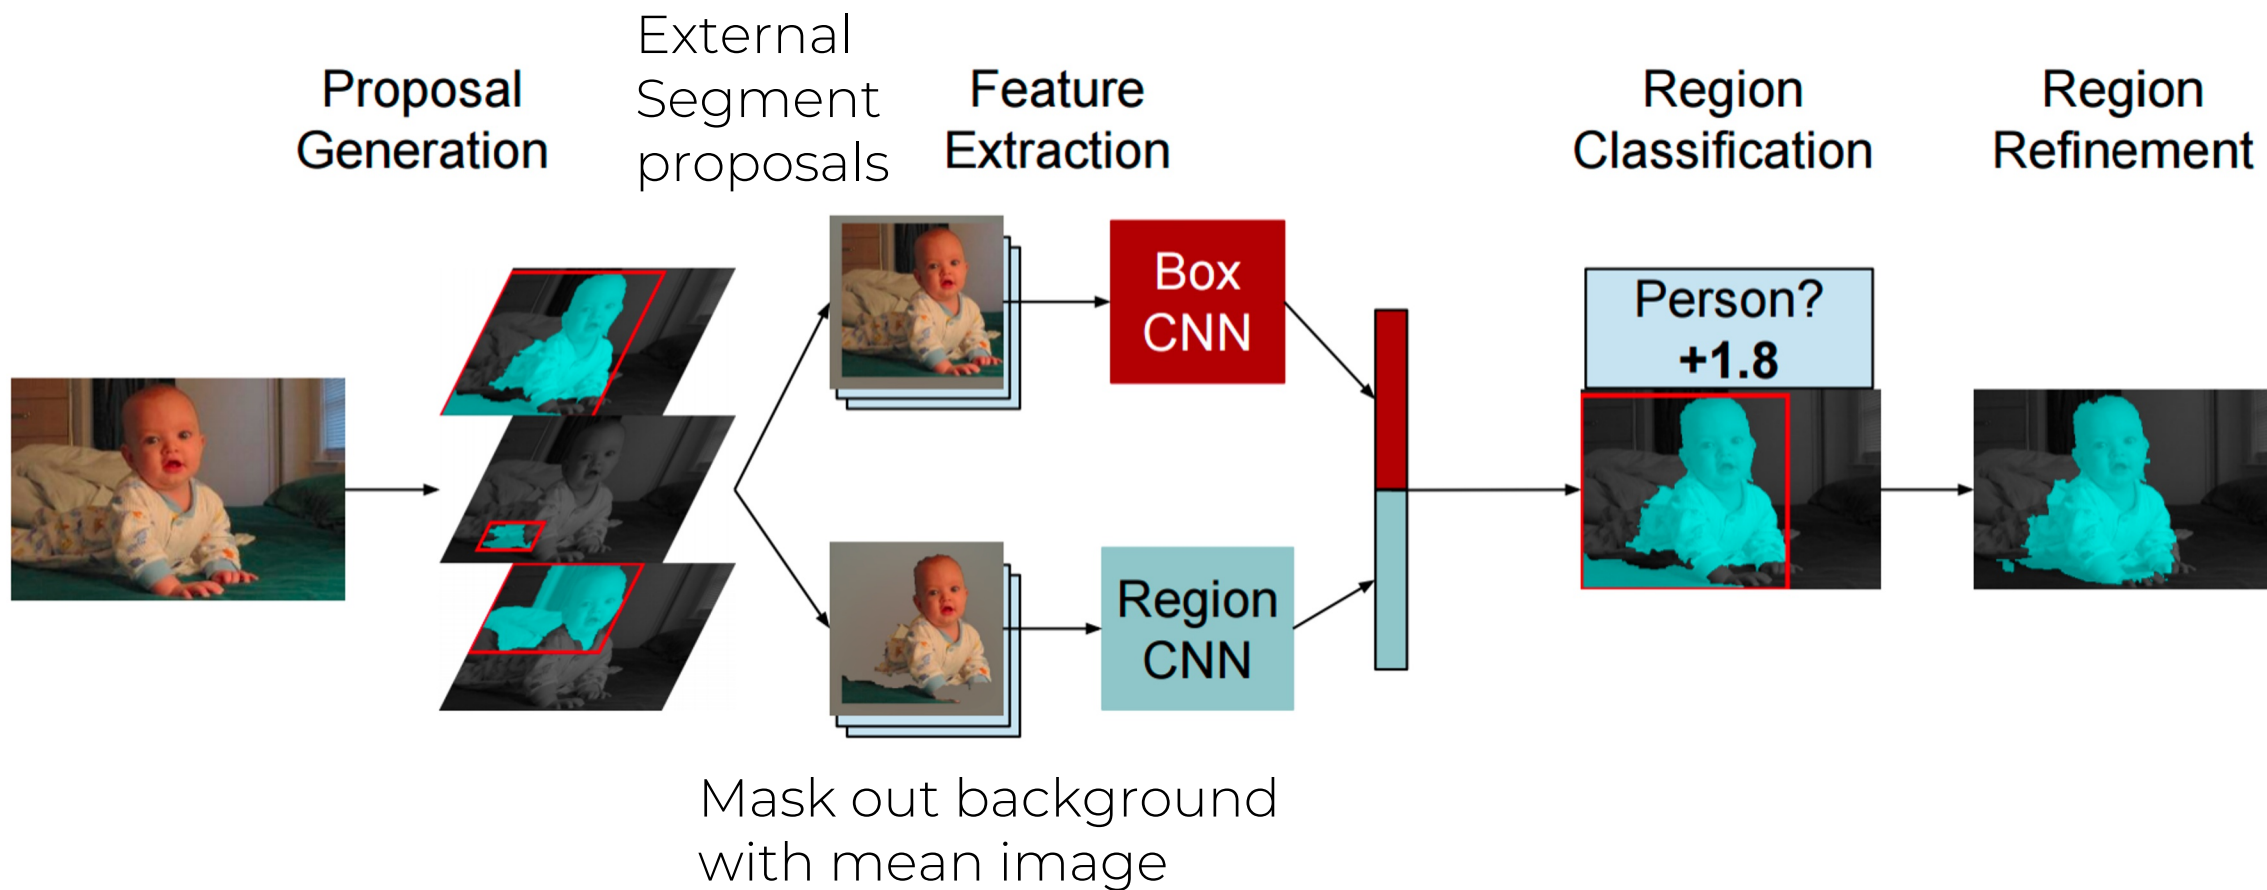 External
Segment
proposals
Proposal
Generation
Feature
Extraction
Region
Classification
Region
Refinement
Box
CNN
Person?
+1.8
Region
CNN
Mask out background
with mean image